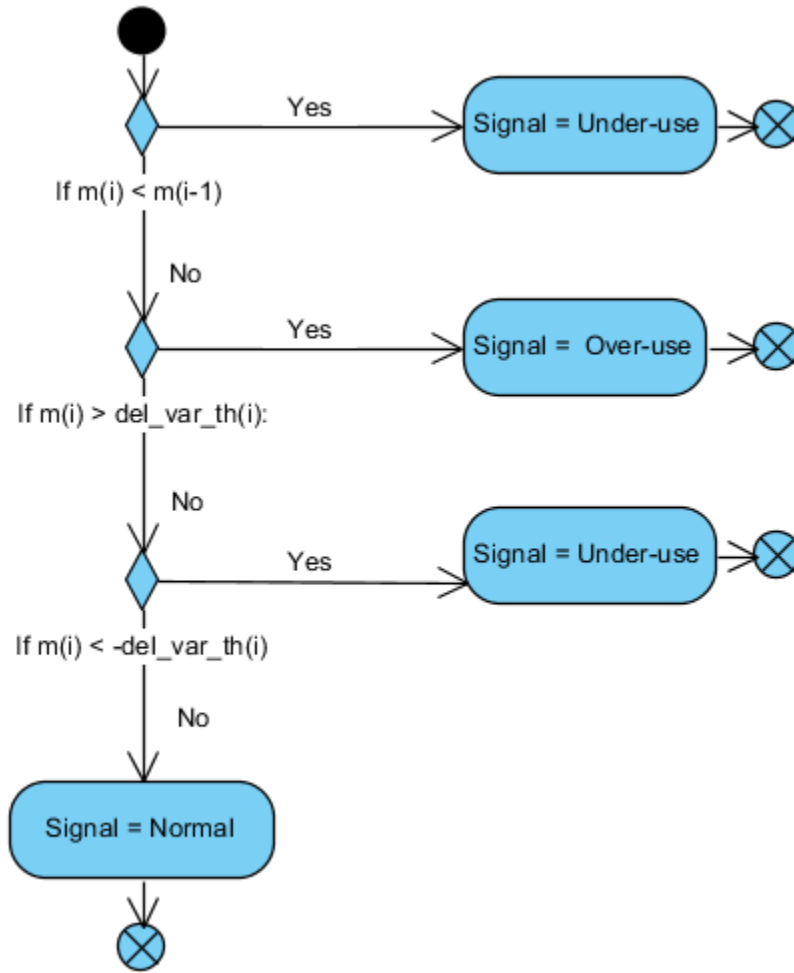 Yes
Signal = Under-use
If m(i) < m(i-1)
No
Yes
Signal =  Over-use
If m(i) > del_var_th(i):
No
Yes
Signal = Under-use
If m(i) < -del_var_th(i)
No
Signal = Normal